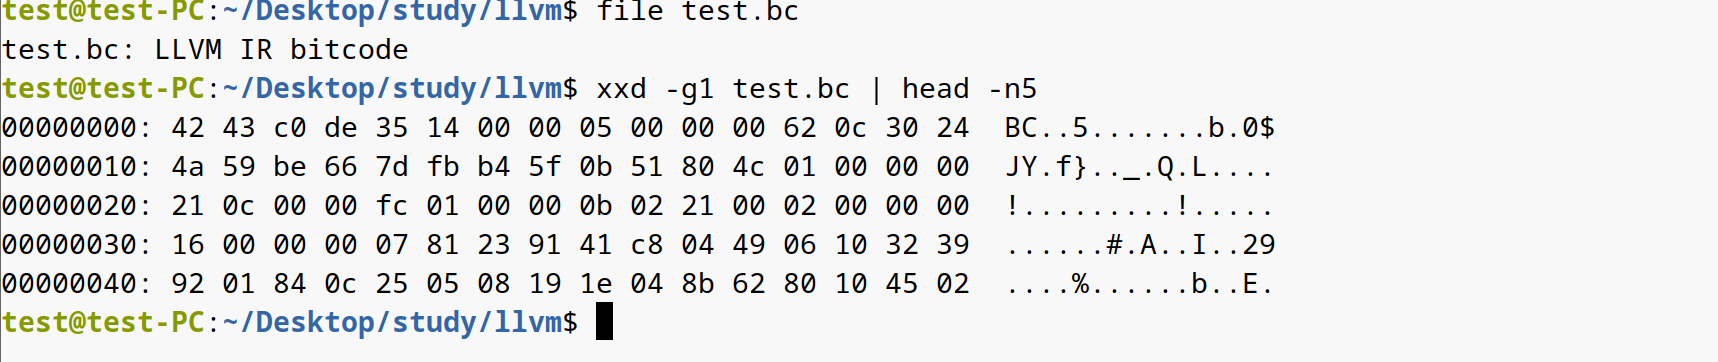 test@test-PC:~/Desktop/study/llvm$ file test.bc
test.bc: LLVM IR bitcode
test@test-PC:~/Desktop/study/llvm$ xxd -g1 test.bc | head -n5
00000000: 42 43 c0 de 35 14 00 00 05 00 00 00 62 0c 30 24  BC..5.......b.0$
00000010: 4a 59 be 66 7d fb b4 5f 0b 51 80 4c 01 00 00 00  JY.f}.._.Q.L....
00000020: 21 0c 00 00 fc 01 00 00 0b 02 21 00 02 00 00 00  !.........!.....
00000030: 16 00 00 00 07 81 23 91 41 c8 04 49 06 10 32 39  ......#.A..I..29
00000040: 92 01 84 0c 25 05 08 19 1e 04 8b 62 80 10 45 02  ....%......b..E.
test@test-PC:~/Desktop/study/llvm$